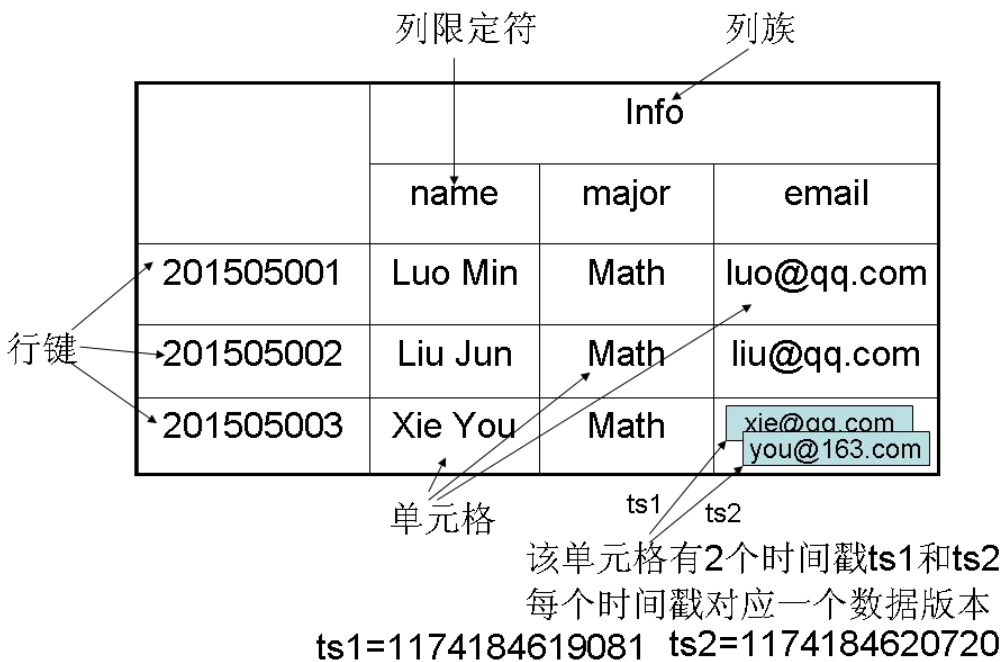 列限定符 列族
Info
name major email
201505001 Luo Min Math luo@qq.com
行键
201505002 Liu Jun Math liu@qq.com
201505003 Xie You Math xie@qq.com
you@163.com
单元格 ts1 ts2
该单元格有2个时间戳ts1和ts2
每个时间戳对应一个数据版本
ts1=1174184619081 ts2=1174184620720